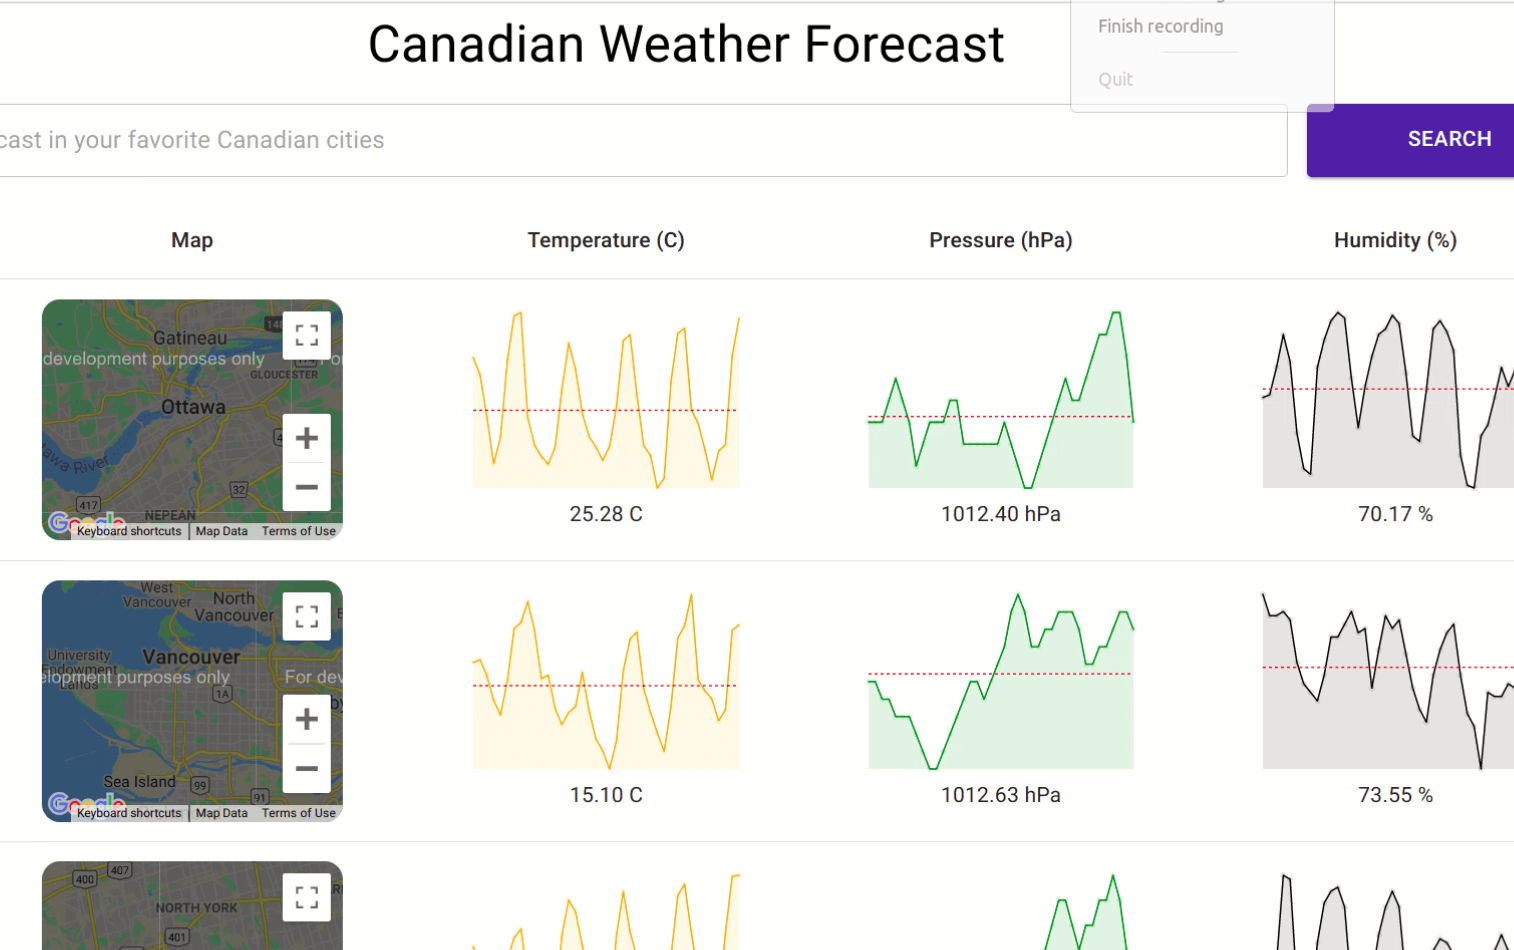 Canadian Weather Forecast
Finish recording
Quit
cast in your favorite Canadian cities
SEARCH
Map
Temperature (C)
Pressure (hPa)
Humidity (%)
Gatineau
development purposes only
GLOUCESTER
Ottawa
River
32
417
NEPEAN
Google
Keyboard shortcuts
Map Data
Terms of Use
25.28 C
1012.40 hPa
70.17 %
West
Vancouver
North
Vancouver
University
Endowment
Lands
Vancouver
purposes only
For dev
1A
Sea Island
99
91
Google
Keyboard shortcuts
Map Data
Terms of Use
15.10 C
1012.63 hPa
73.55 %
407
400
NORTH YORK
401